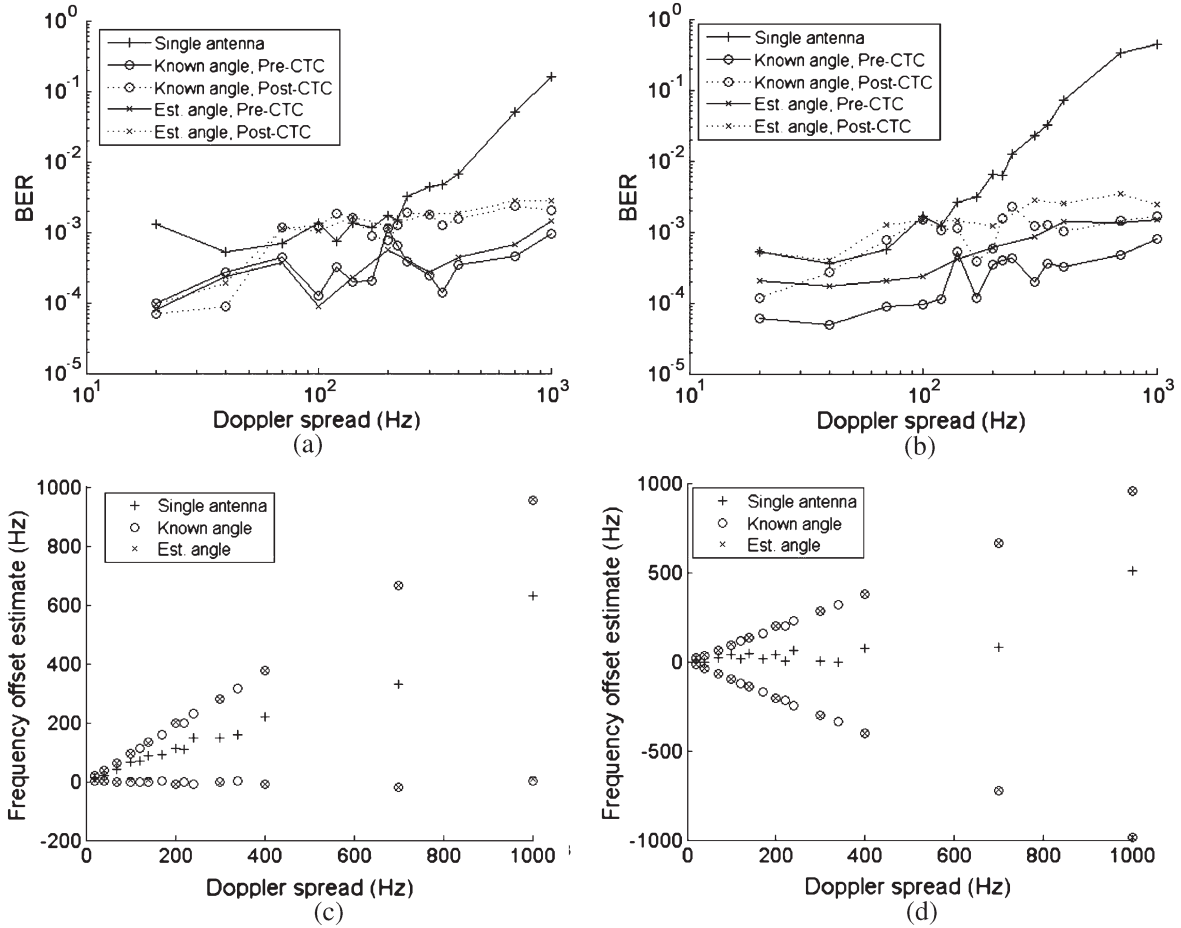 10^0
10^-1
10^-2
10^-3
10^-4
10^-5
BER
Single antenna
Known angle, Pre-CTC
Known angle, Post-CTC
Est. angle, Pre-CTC
Est. angle, Post-CTC
10^1 10^2 10^3
Doppler spread (Hz)
(a)
10^0
10^-1
10^-2
10^-3
10^-4
10^-5
BER
Single antenna
Known angle, Pre-CTC
Known angle, Post-CTC
Est. angle, Pre-CTC
Est. angle, Post-CTC
10^1 10^2 10^3
Doppler spread (Hz)
(b)
1000
800
600
400
200
0
-200
Frequency offset estimate (Hz)
Single antenna
Known angle
Est. angle
0 200 400 600 800 1000
Doppler spread (Hz)
(c)
1000
500
0
-500
-1000
Frequency offset estimate (Hz)
Single antenna
Known angle
Est. angle
0 200 400 600 800 1000
Doppler spread (Hz)
(d)